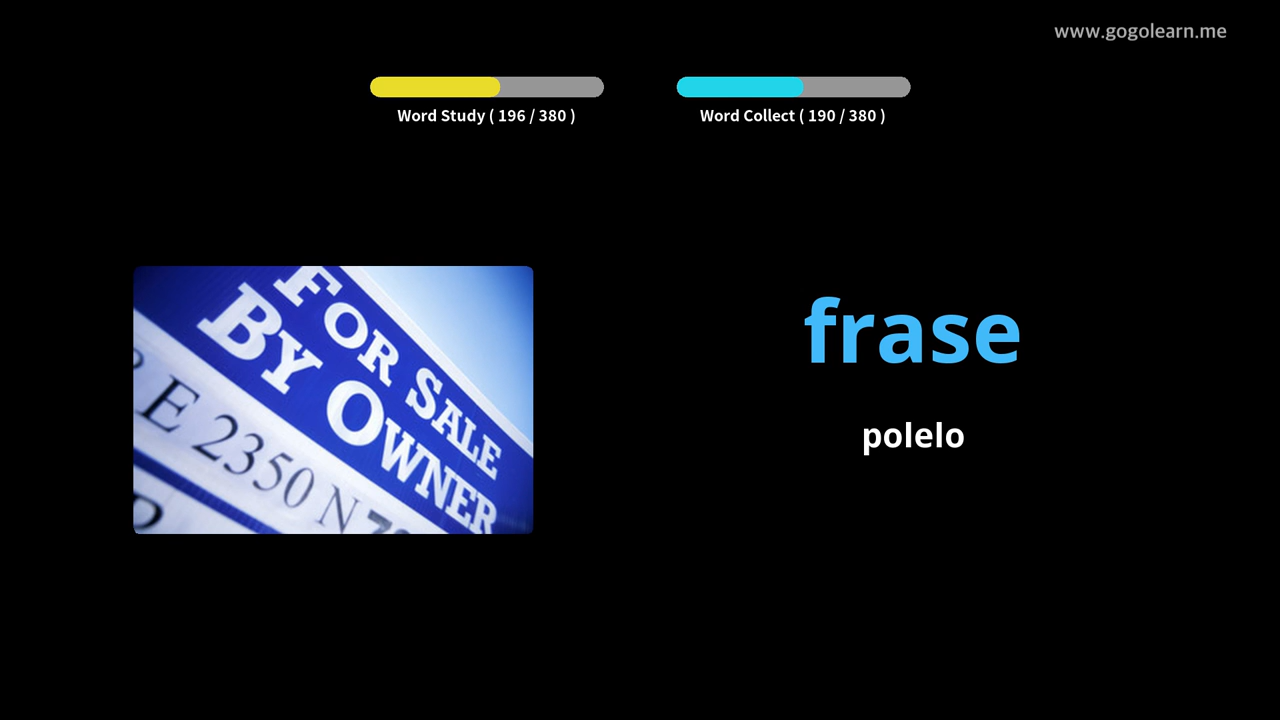 www.gogolearn.me
Word Study ( 196 / 380 )
Word Collect ( 190 / 380 )
FOR SALE
BY OWNER
E 2350 N
frase
polelo